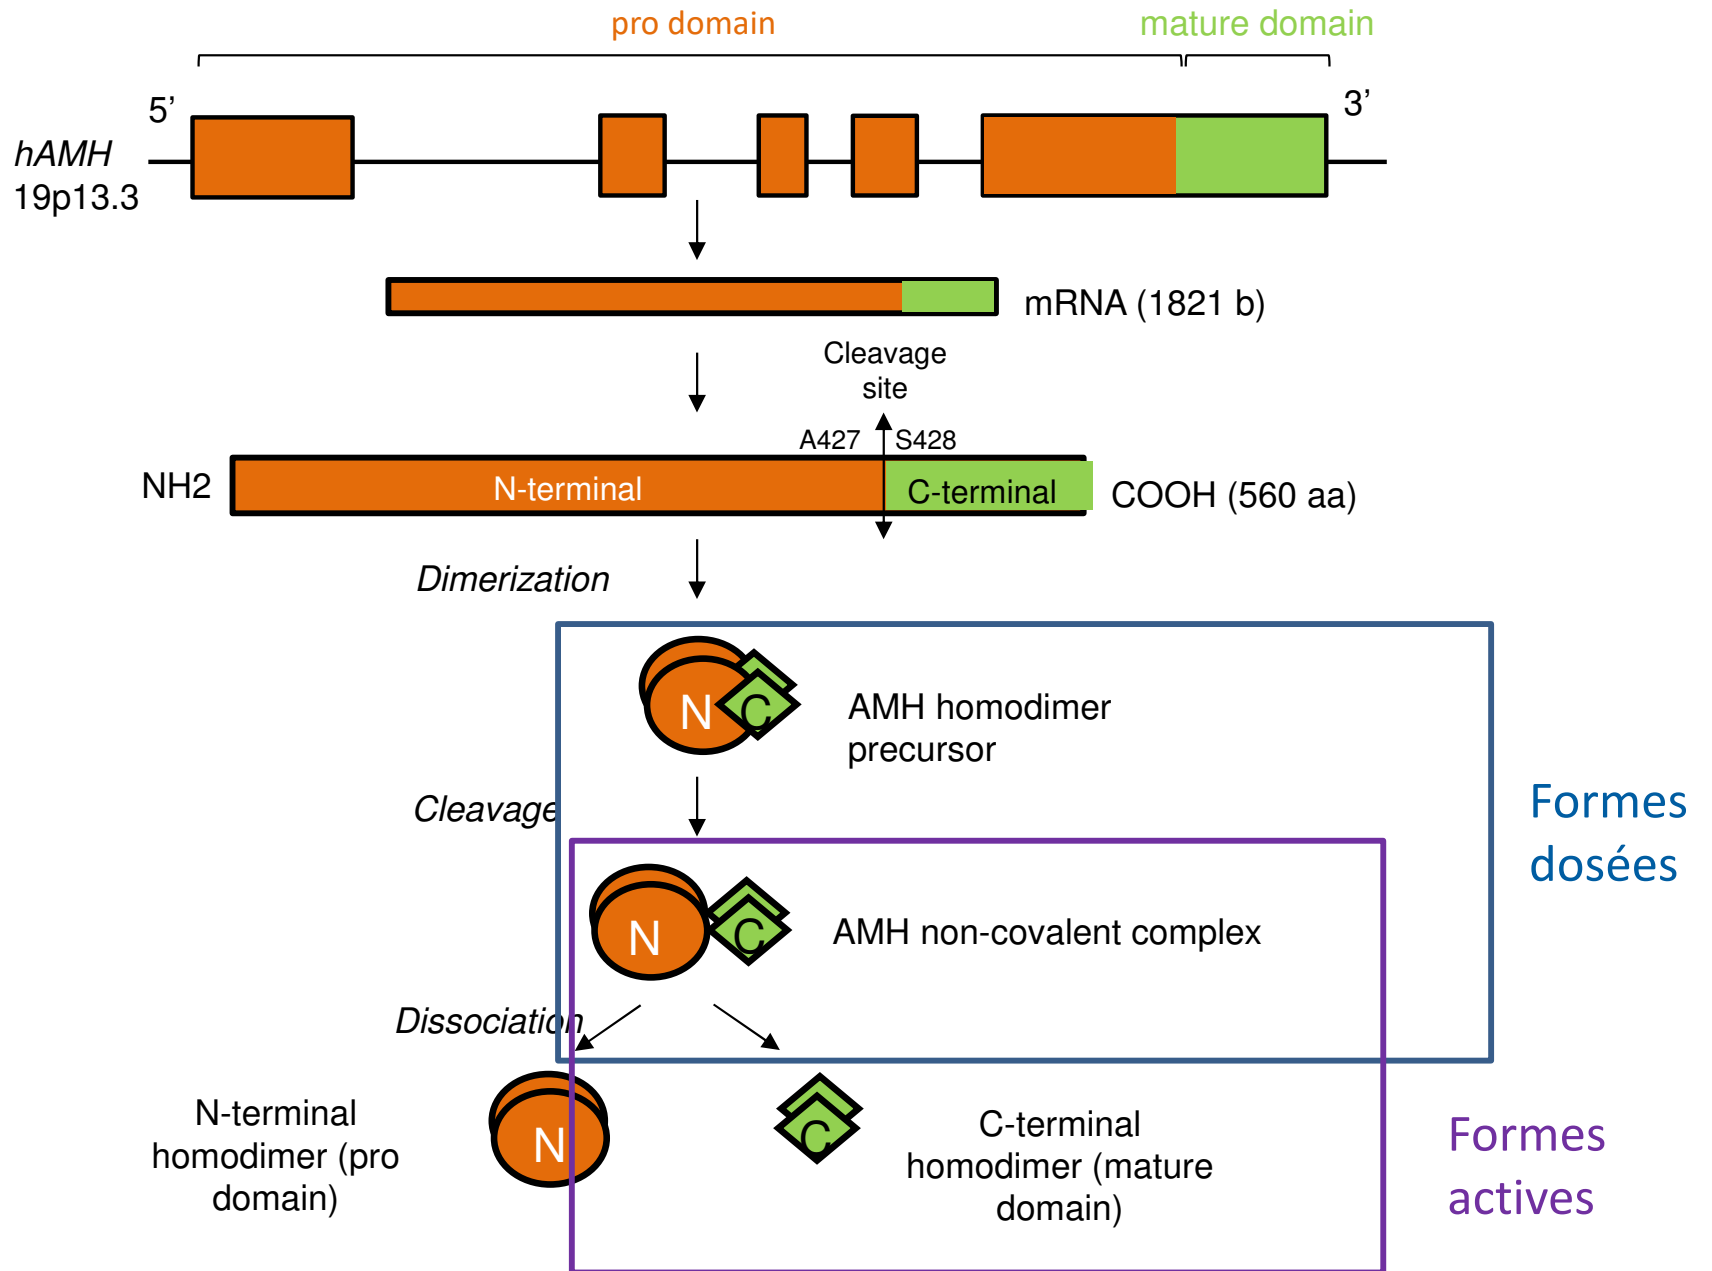 pro domain
mature domain
5’
3’
hAMH
19p13.3
mRNA (1821 b)
Cleavage
site
A427
S428
NH2
N-terminal
C-terminal
COOH (560 aa)
Dimerization
N
C
AMH homodimer
precursor
Cleavage
Formes
dosées
N
C
AMH non-covalent complex
Dissociation
N-terminal
homodimer (pro
domain)
N
C
C-terminal
homodimer (mature
domain)
Formes
actives